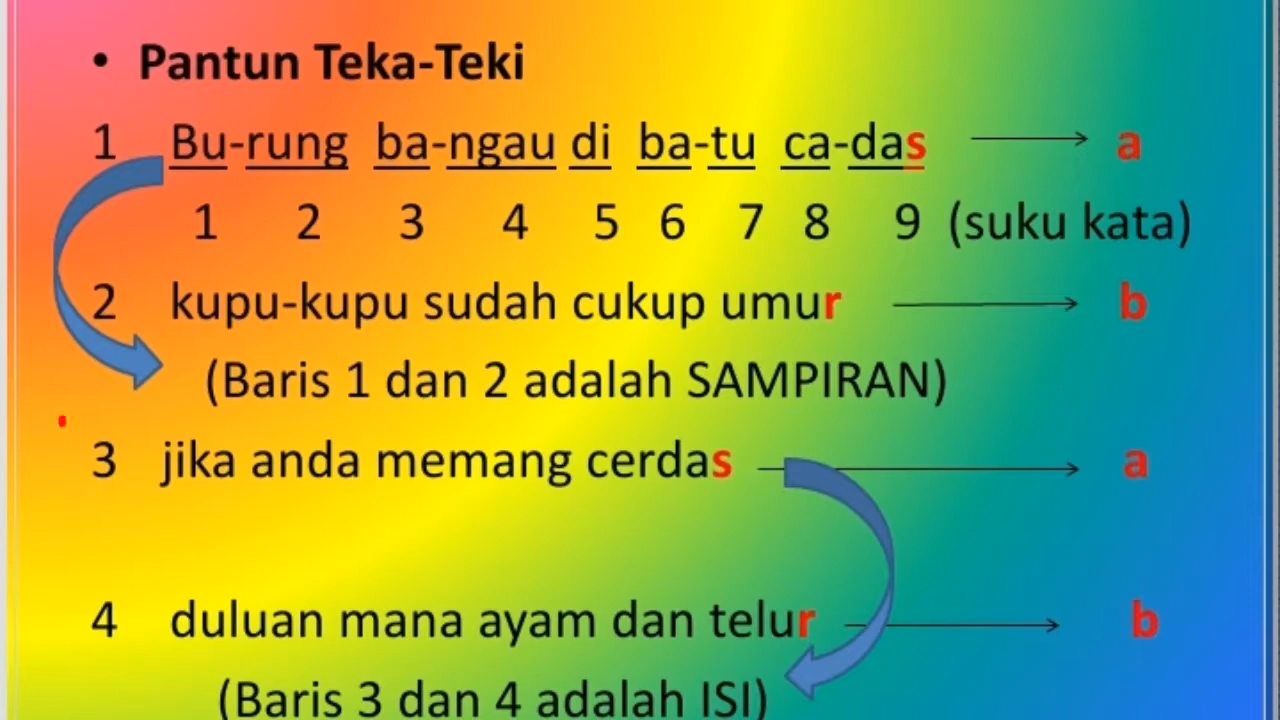 • Pantun Teka-Teki
1 Bu-rung ba-ngau di ba-tu ca-das a
1 2 3 4 5 6 7 8 9 (suku kata)
2 kupu-kupu sudah cukup umur b
(Baris 1 dan 2 adalah SAMPIRAN)
3 jika anda memang cerdas a
4 duluan mana ayam dan telur b
(Baris 3 dan 4 adalah ISI)